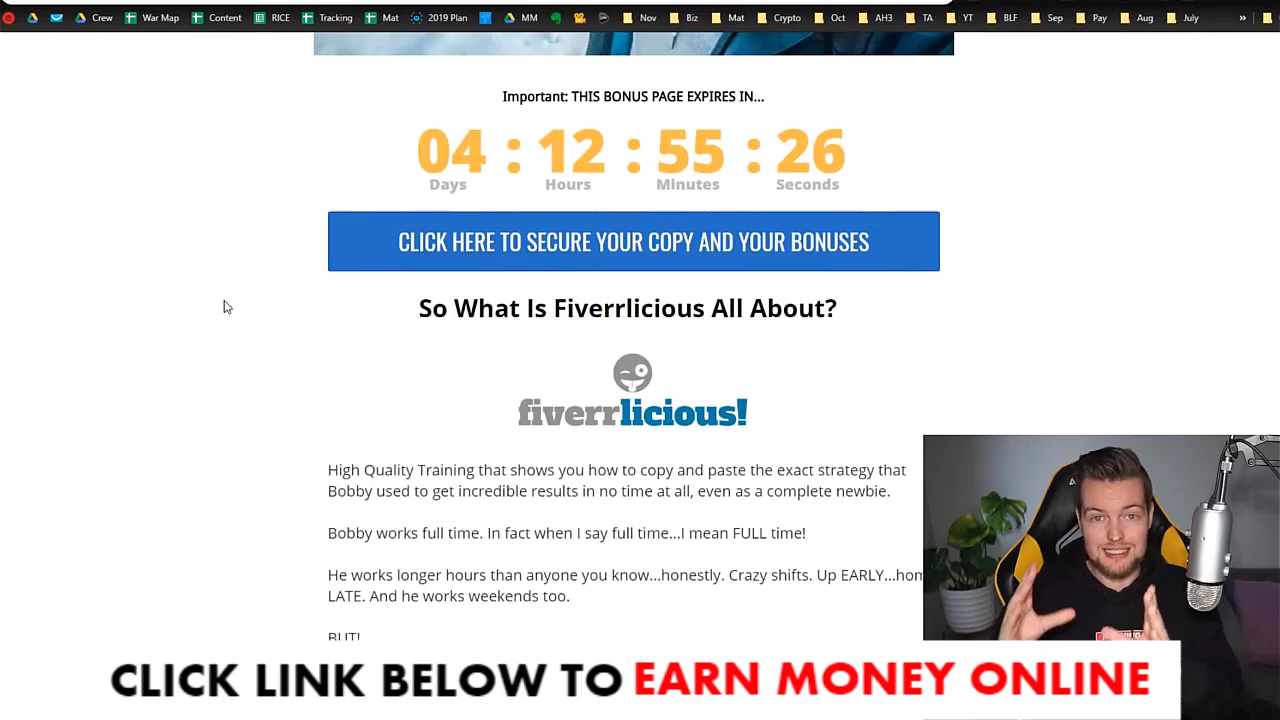 Crew War Map Content RICE Tracking Mat 2019 Plan MM Nov Biz Mat Crypto Oct AH3 TA YT BLF Sep Pay Aug July »
Important: THIS BONUS PAGE EXPIRES IN...
04 : 12 : 55 : 26
Days Hours Minutes Seconds
CLICK HERE TO SECURE YOUR COPY AND YOUR BONUSES
So What Is Fiverrlicious All About?
fiverrlicious!
High Quality Training that shows you how to copy and paste the exact strategy that
Bobby used to get incredible results in no time at all, even as a complete newbie.
Bobby works full time. In fact when I say full time...I mean FULL time!
He works longer hours than anyone you know...honestly. Crazy shifts. Up EARLY...hom
LATE. And he works weekends too.
BUT!
CLICK LINK BELOW TO EARN MONEY ONLINE